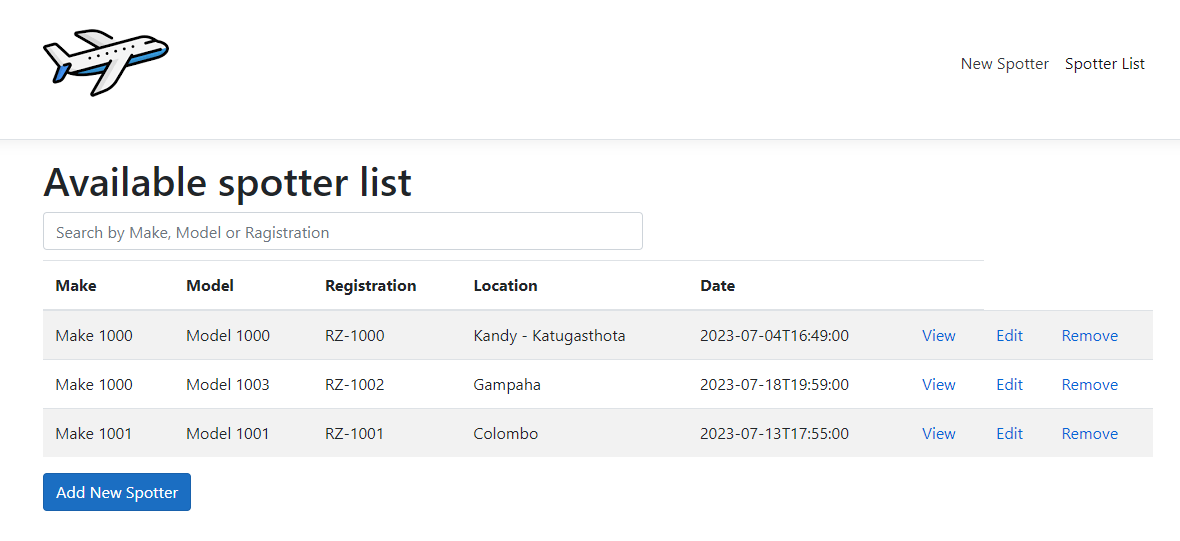 New Spotter Spotter List
Available spotter list
Search by Make, Model or Ragistration
Make Model Registration Location Date
Make 1000 Model 1000 RZ-1000 Kandy - Katugasthota 2023-07-04T16:49:00 View Edit Remove
Make 1000 Model 1003 RZ-1002 Gampaha 2023-07-18T19:59:00 View Edit Remove
Make 1001 Model 1001 RZ-1001 Colombo 2023-07-13T17:55:00 View Edit Remove
Add New Spotter